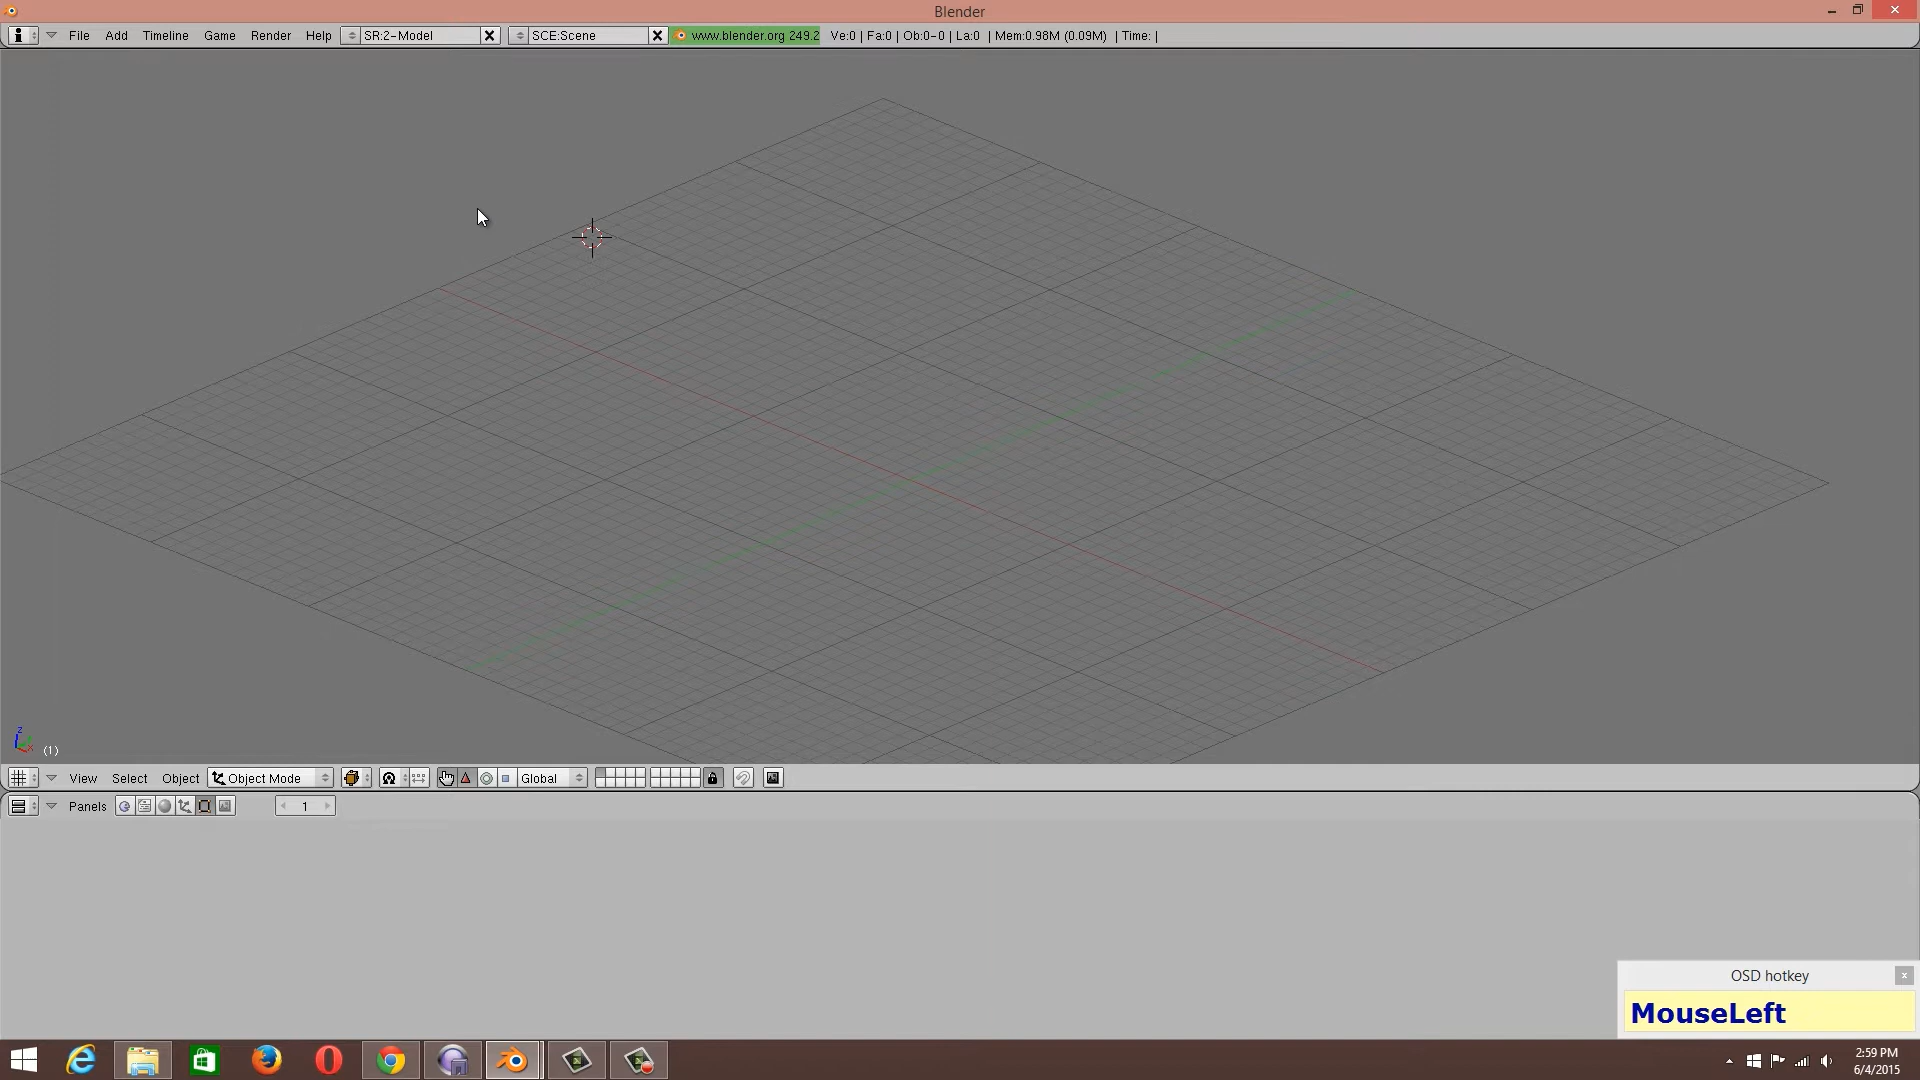 Blender
File Add Timeline Game Render Help SR:2-Model SCE:Scene www.blender.org 249.2 Ve:0 | Fa:0 | Ob:0-0 | La:0 | Mem:0.98M (0.09M) | Time: |
z
x
(1)
View Select Object Object Mode Global
Panels 1
OSD hotkey
MouseLeft
2:59 PM
6/4/2015